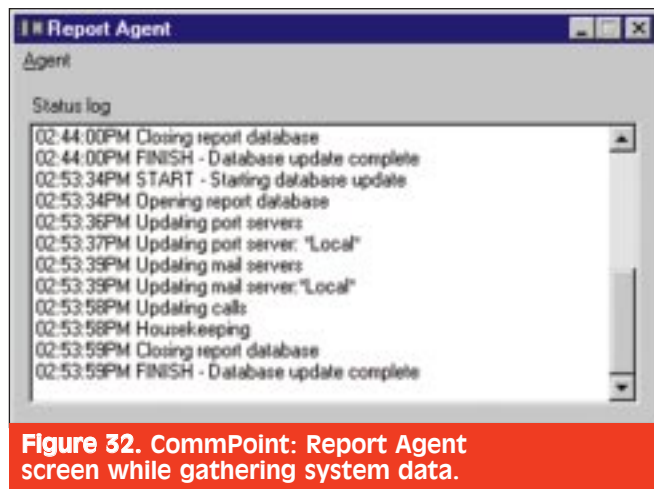 Report Agent
Agent
Status log
02:44:00PM Closing report database
02:44:00PM FINISH - Database update complete
02:53:34PM START - Starting database update
02:53:34PM Opening report database
02:53:36PM Updating port servers
02:53:37PM Updating port server: "Local"
02:53:39PM Updating mail servers
02:53:39PM Updating mail server:"Local"
02:53:58PM Updating calls
02:53:58PM Housekeeping
02:53:59PM Closing report database
02:53:59PM FINISH - Database update complete
Figure 32. CommPoint: Report Agent
screen while gathering system data.